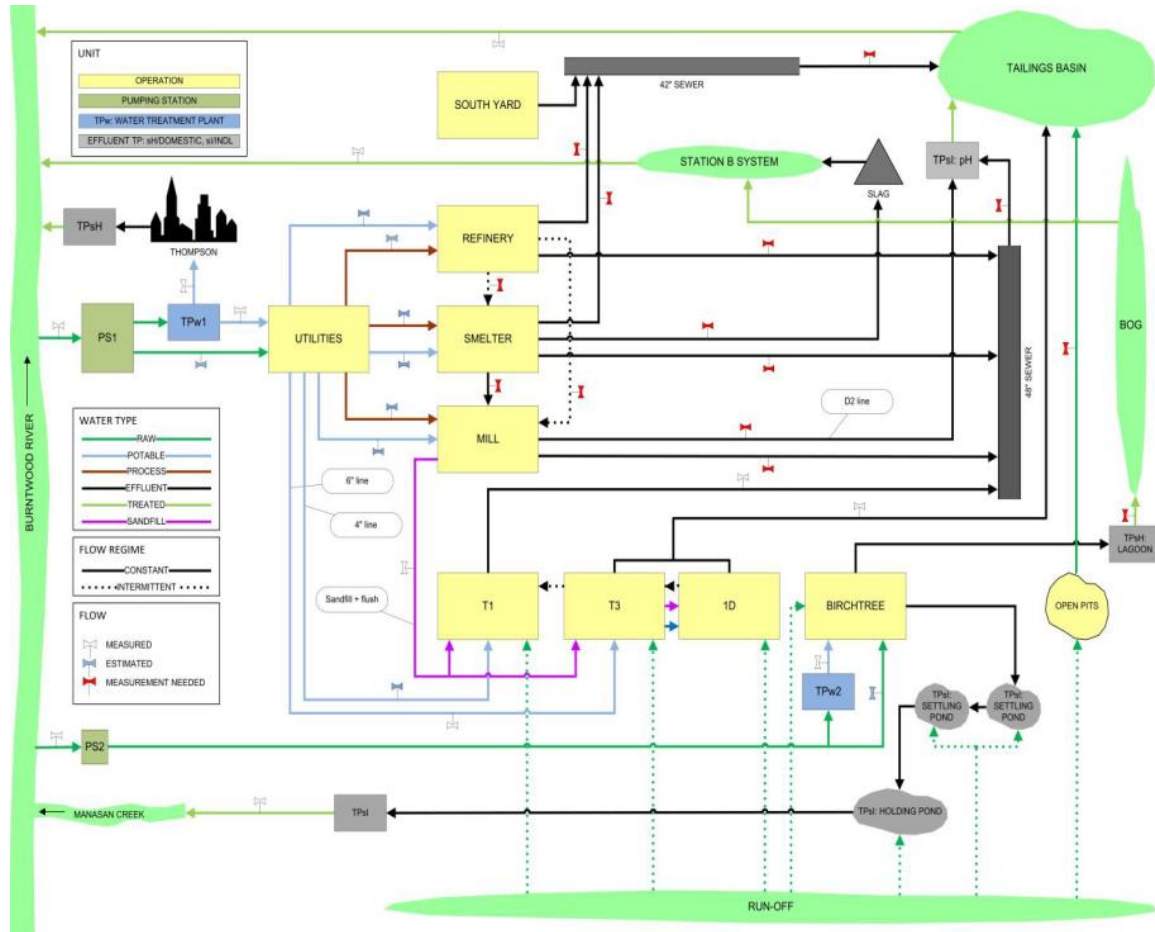 UNIT
OPERATION
PUMPING STATION
TPw: WATER TREATMENT PLANT
EFFLUENT TP: sH/DOMESTIC, sI/INDL
SOUTH YARD
42" SEWER
TAILINGS BASIN
STATION B SYSTEM
SLAG
TPsI: pH
TPsH
THOMPSON
REFINERY
PS1
TPw1
UTILITIES
SMELTER
BOG
48" SEWER
BURNTWOOD RIVER
WATER TYPE
RAW
POTABLE
PROCESS
EFFLUENT
TREATED
SANDFILL
MILL
D2 line
6" line
4" line
FLOW REGIME
CONSTANT
INTERMITTENT
TPsH:
LAGOON
Sandfill + flush
T1
T3
1D
BIRCHTREE
OPEN PITS
FLOW
MEASURED
ESTIMATED
MEASUREMENT NEEDED
TPw2
TPsI:
SETTLING
POND
TPsI:
SETTLING
POND
PS2
MANASAN CREEK
TPsI
TPsI: HOLDING POND
RUN-OFF